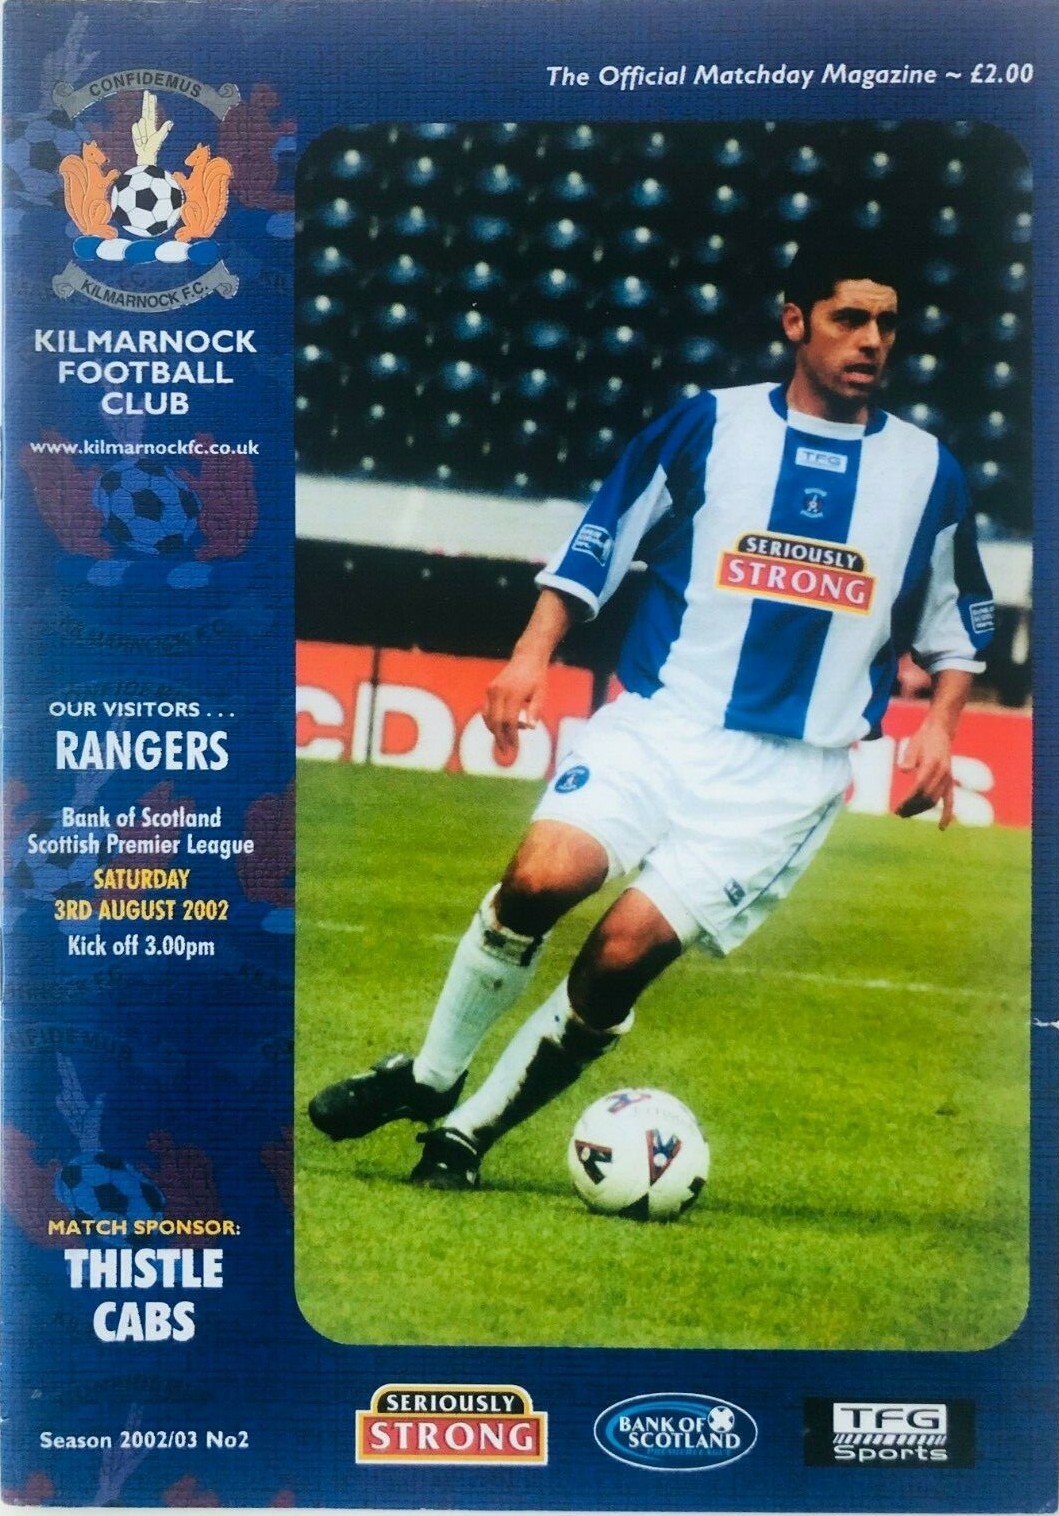 The Official Matchday Magazine ~ £2.00
CONFIDEMUS
KILMARNOCK F.C.
KILMARNOCK
FOOTBALL
CLUB
www.kilmarnockfc.co.uk
OUR VISITORS . . .
RANGERS
Bank of Scotland
Scottish Premier League
SATURDAY
3RD AUGUST 2002
Kick off 3.00pm
MATCH SPONSOR:
THISTLE
CABS
Season 2002/03 No2
TFG
SERIOUSLY
STRONG
cDon
us
SERIOUSLY
STRONG
BANK OF
SCOTLAND
TFG
Sports